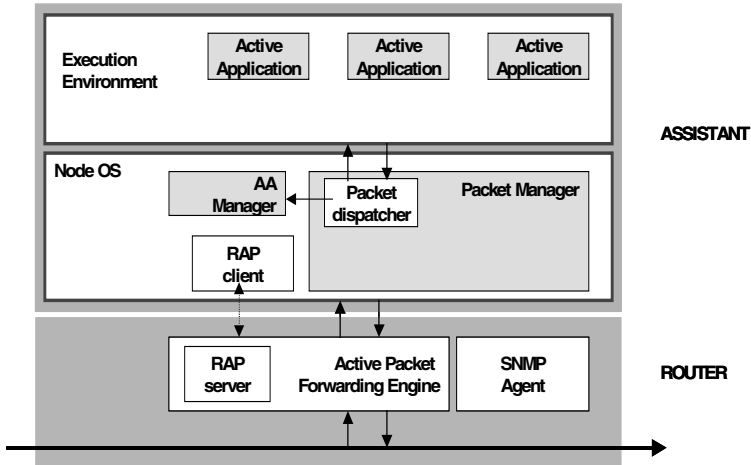 Execution
Environment
Active
Application
Active
Application
Active
Application
ASSISTANT
Node OS
AA
Manager
Packet
dispatcher
Packet Manager
RAP
client
RAP
server
Active Packet
Forwarding Engine
SNMP
Agent
ROUTER